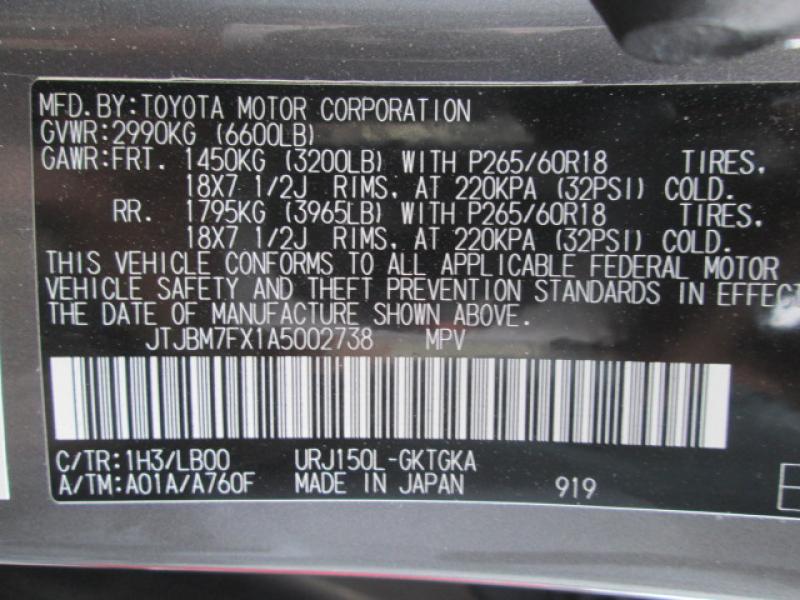 MFD.BY:TOYOTA MOTOR CORPORATION
GVWR:2990KG (6600LB)
GAWR:FRT. 1450KG (3200LB) WITH P265/60R18 TIRES,
18X7 1/2J RIMS, AT 220KPA (32PSI) COLD.
RR. 1795KG (3965LB) WITH P265/60R18 TIRES,
18X7 1/2J RIMS, AT 220KPA (32PSI) COLD.
THIS VEHICLE CONFORMS TO ALL APPLICABLE FEDERAL MOTOR
VEHICLE SAFETY AND THEFT PREVENTION STANDARDS IN EFFECT
THE DATE OF MANUFACTURE SHOWN ABOVE.
JTJBM7FX1A5002738 MPV
C/TR:1H3/LB00 URJ150L-GKTGKA
A/TM:A01A/A760F MADE IN JAPAN 919